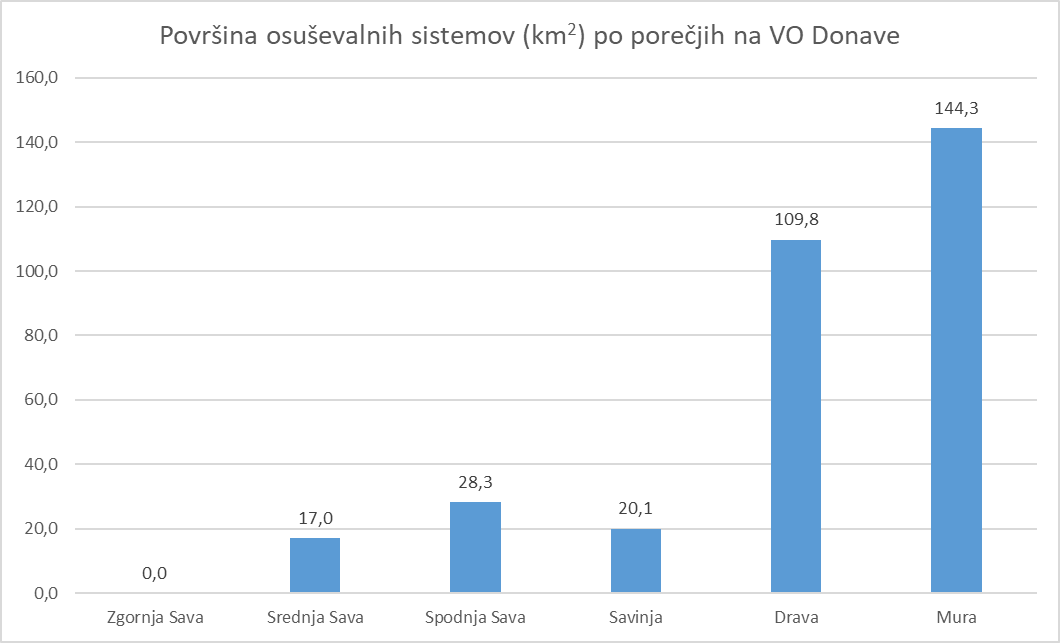 Površina osuševalnih sistemov (km²) po porečjih na VO Donave
160,0
140,0
120,0
100,0
80,0
60,0
40,0
20,0
0,0
0,0
17,0
28,3
20,1
109,8
144,3
Zgornja Sava
Srednja Sava
Spodnja Sava
Savinja
Drava
Mura